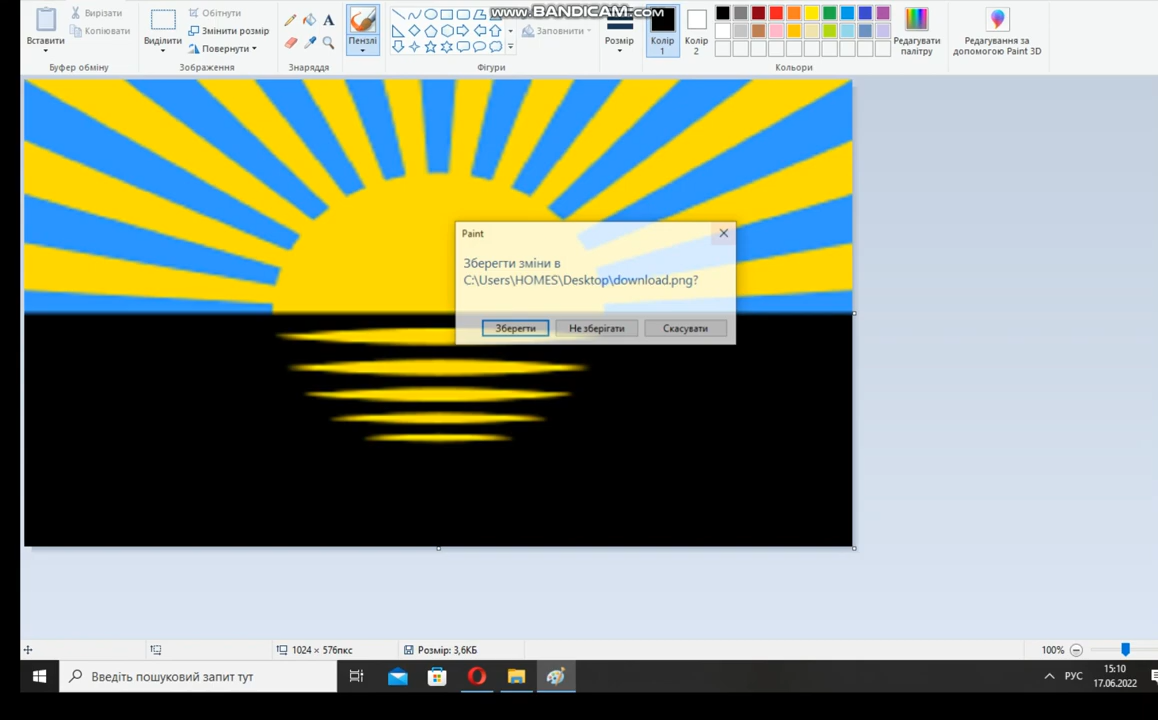 www.BANDICAM.com
Вставити
Вирізати
Копіювати
Буфер обміну
Виділити
Обітнути
Змінити розмір
Повернути
Зображення
A
Знаряддя
Пензлі
Заповнити
Фігури
Розмір
Колір
1
Колір
2
Кольори
Редагувати
палітру
Редагування за
допомогою Paint 3D
Paint
Зберегти зміни в
C:\Users\HOMES\Desktop\download.png?
Зберегти
Не зберігати
Скасувати
1024 × 576пкс
Розмір: 3,6КБ
100%
Введіть пошуковий запит тут
РУС
15:10
17.06.2022